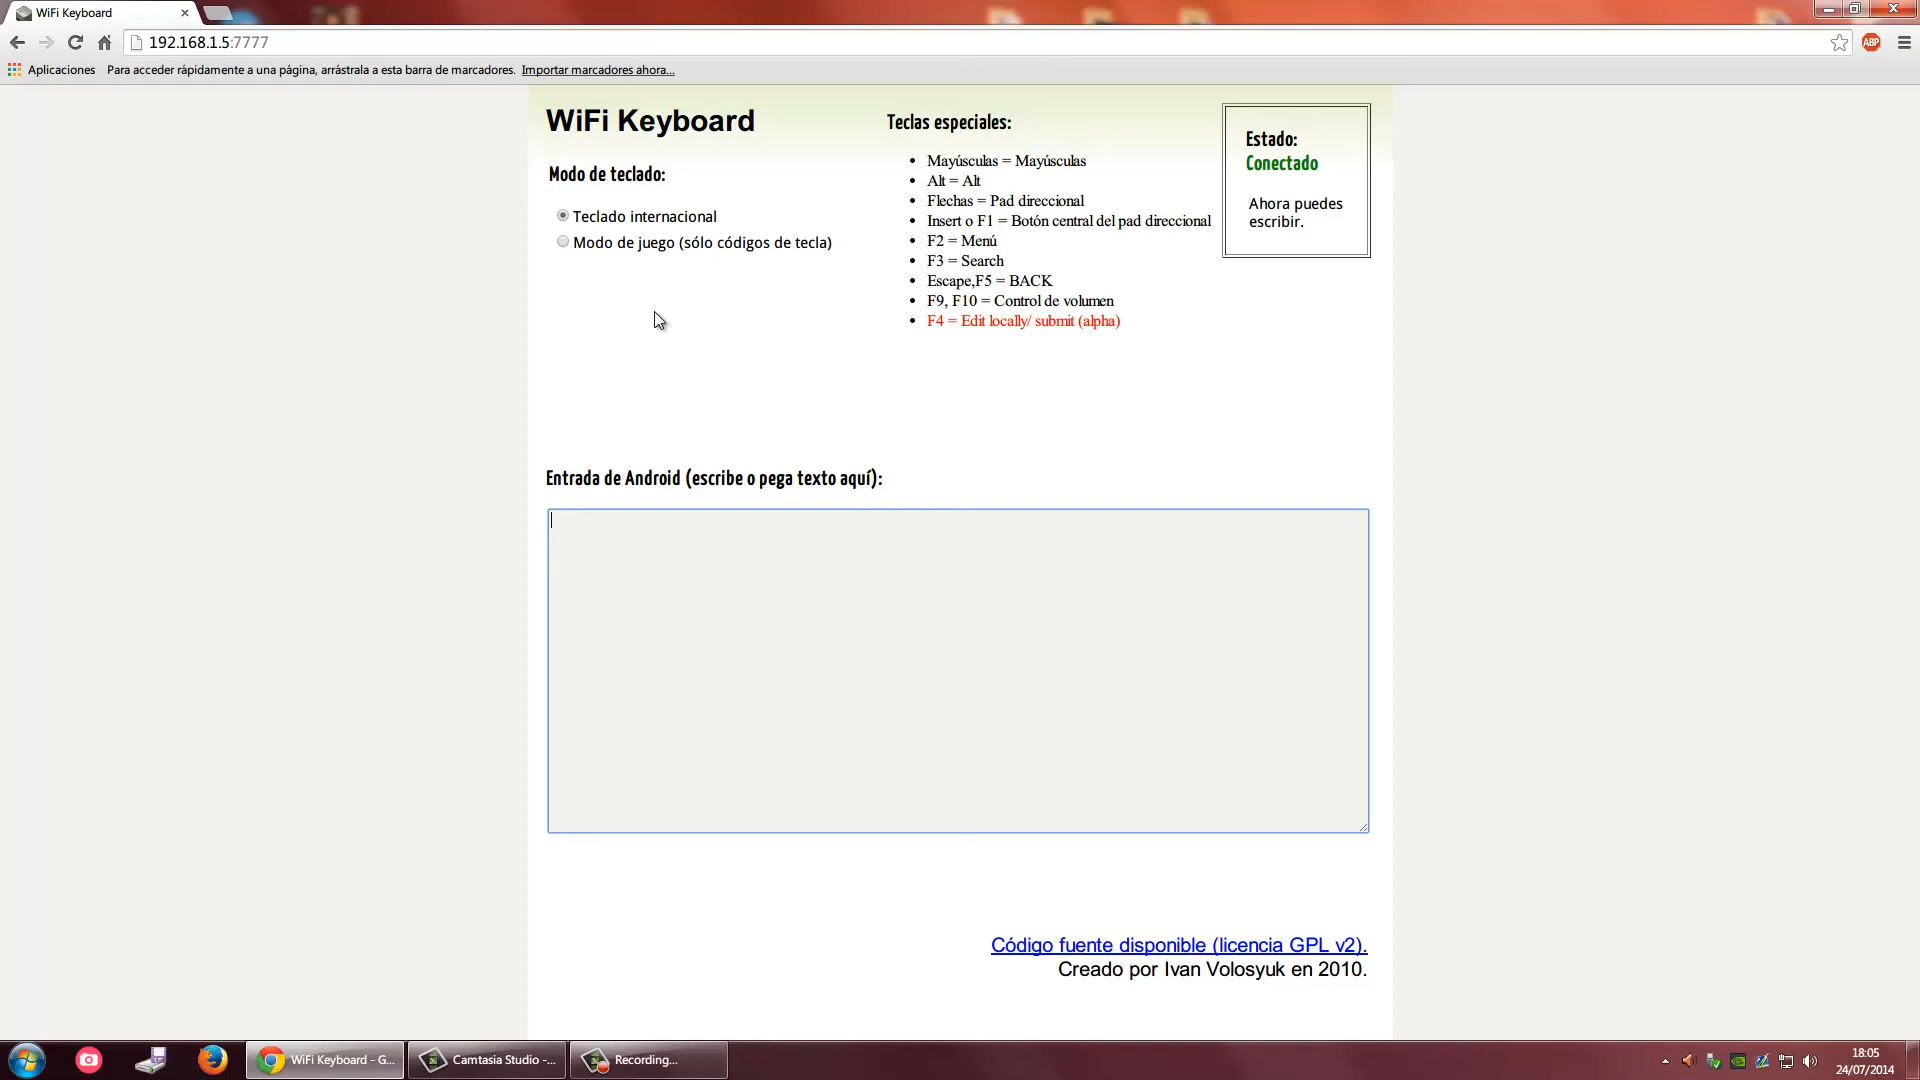 WiFi Keyboard
192.168.1.5:7777
ABP
Aplicaciones Para acceder rápidamente a una página, arrástrala a esta barra de marcadores. Importar marcadores ahora...
WiFi Keyboard
Modo de teclado:
Teclado internacional
Modo de juego (sólo códigos de tecla)
Teclas especiales:
Mayúsculas = Mayúsculas
Alt = Alt
Flechas = Pad direccional
Insert o F1 = Botón central del pad direccional
F2 = Menú
F3 = Search
Escape,F5 = BACK
F9, F10 = Control de volumen
F4 = Edit locally/ submit (alpha)
Estado:
Conectado
Ahora puedes
escribir.
Entrada de Android (escribe o pega texto aquí):
Código fuente disponible (licencia GPL v2).
Creado por Ivan Volosyuk en 2010.
WiFi Keyboard - G...
Camtasia Studio -...
Recording...
18:05
24/07/2014